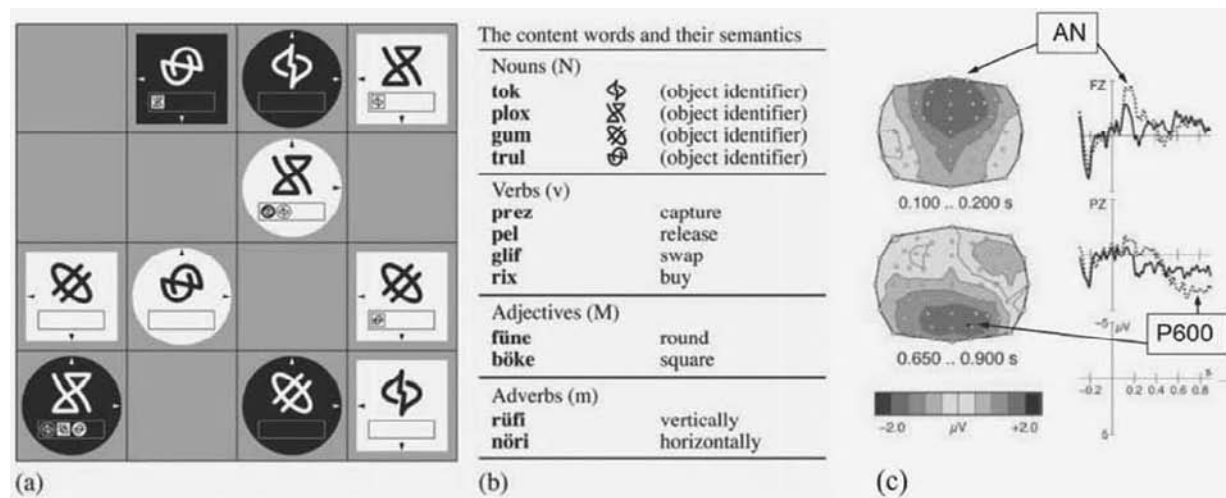 (a)
The content words and their semantics
Nouns (N)
tok (object identifier)
plox (object identifier)
gum (object identifier)
trul (object identifier)
Verbs (v)
prez capture
pel release
glif swap
rix buy
Adjectives (M)
füne round
böke square
Adverbs (m)
rüfi vertically
nöri horizontally
(b)
AN
FZ
0.100 .. 0.200 s
PZ
P600
0.650 .. 0.900 s
-5 µV
s
-0.2 0.2 0.4 0.6 0.8
-2.0 µV +2.0
5
(c)